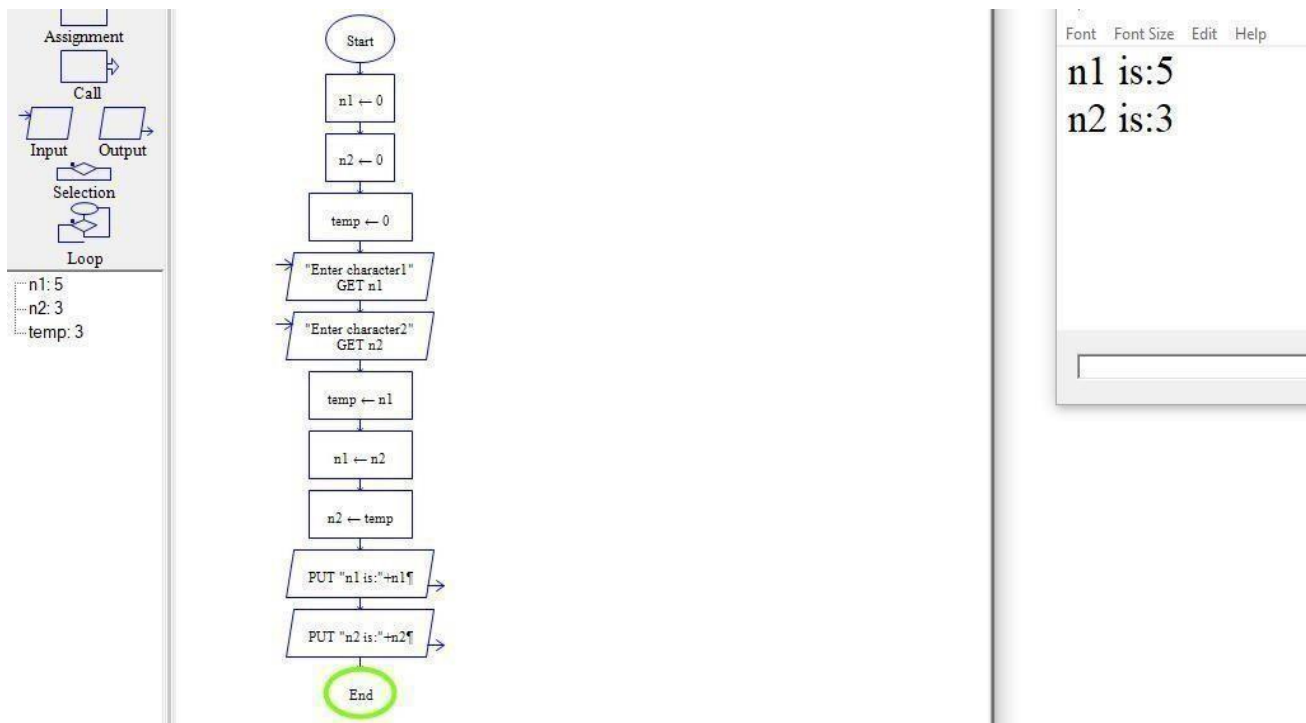 Assignment
Call
Input Output
Selection
Loop
n1: 5
n2: 3
temp: 3
Start
n1 ← 0
n2 ← 0
temp ← 0
"Enter character1"
GET n1
"Enter character2"
GET n2
temp ← n1
n1 ← n2
n2 ← temp
PUT "n1 is:"+n1¶
PUT "n2 is:"+n2¶
End
Font Font Size Edit Help
n1 is:5
n2 is:3